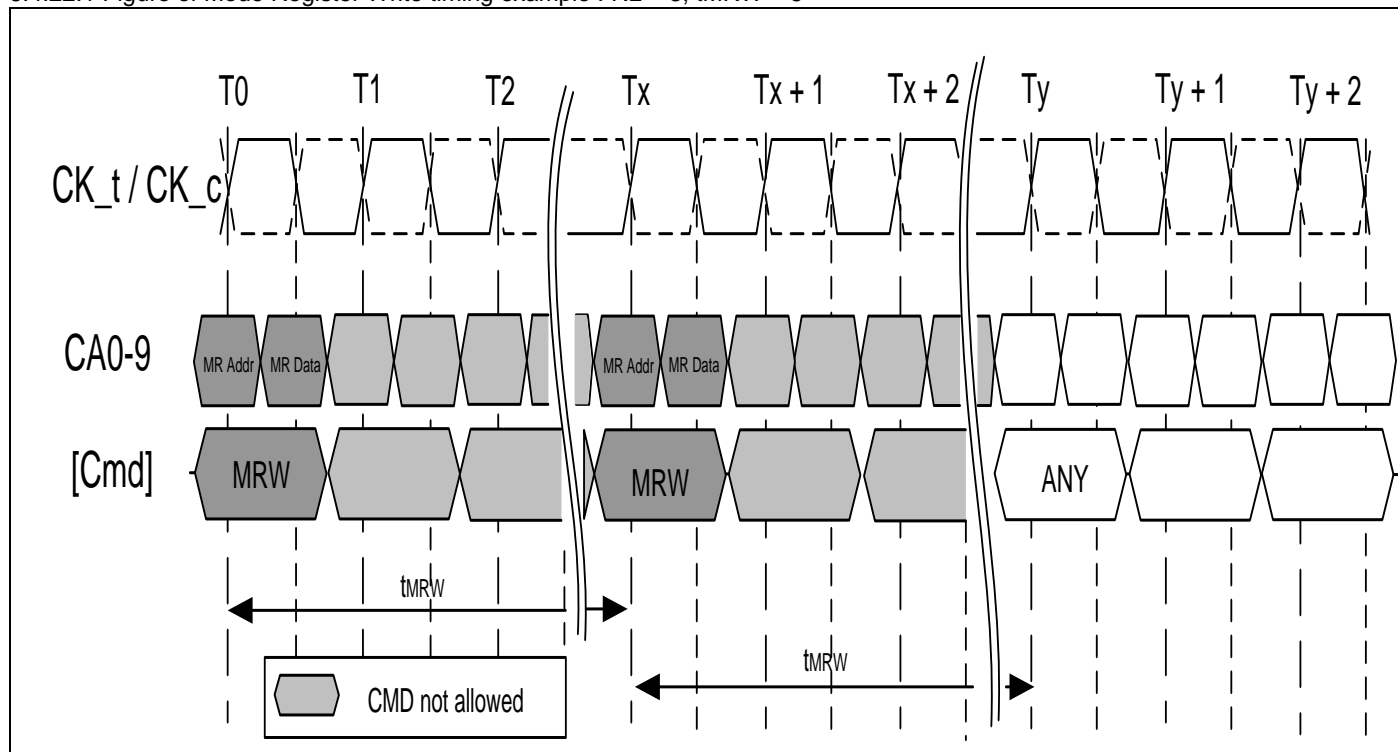 T0 T1 T2 Tx Tx + 1 Tx + 2 Ty Ty + 1 Ty + 2
CK_t / CK_c
CA0-9 MR Addr MR Data MR Addr MR Data
[Cmd] MRW MRW ANY
tMRW
tMRW
CMD not allowed